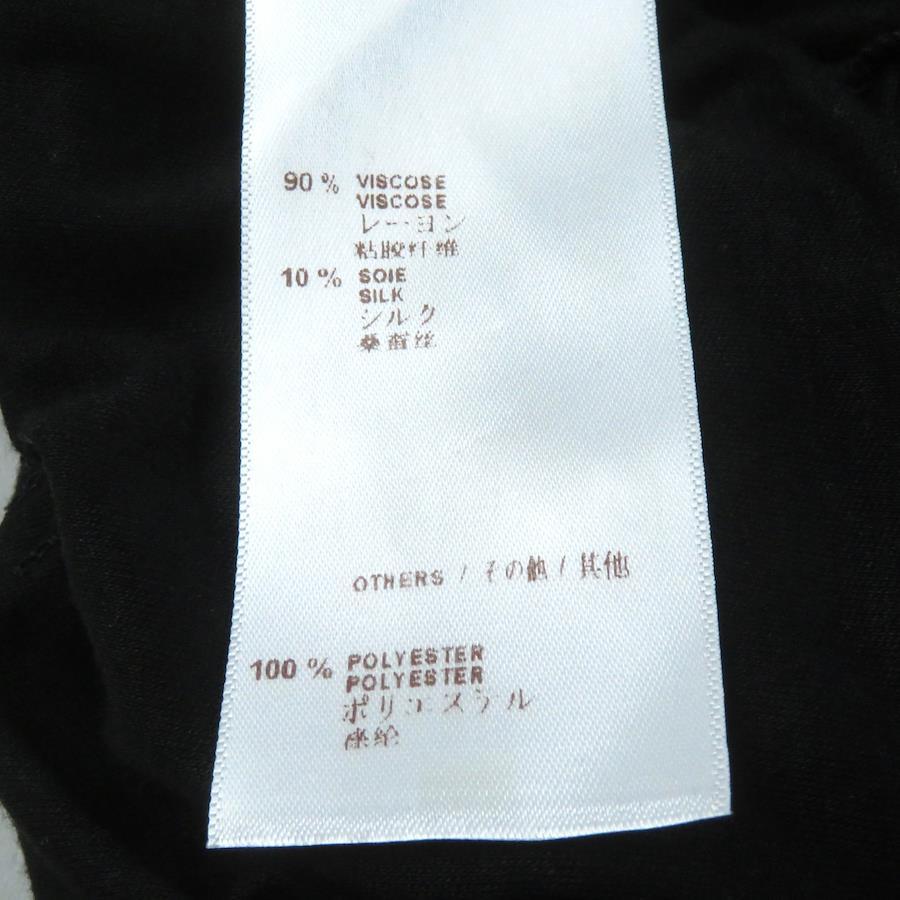 90 % VISCOSE
VISCOSE
レーヨン
粘胶纤维
10 % SOIE
SILK
シルク
桑蚕丝
OTHERS / その他 / 其他
100 % POLYESTER
POLYESTER
ポリエステル
涤纶